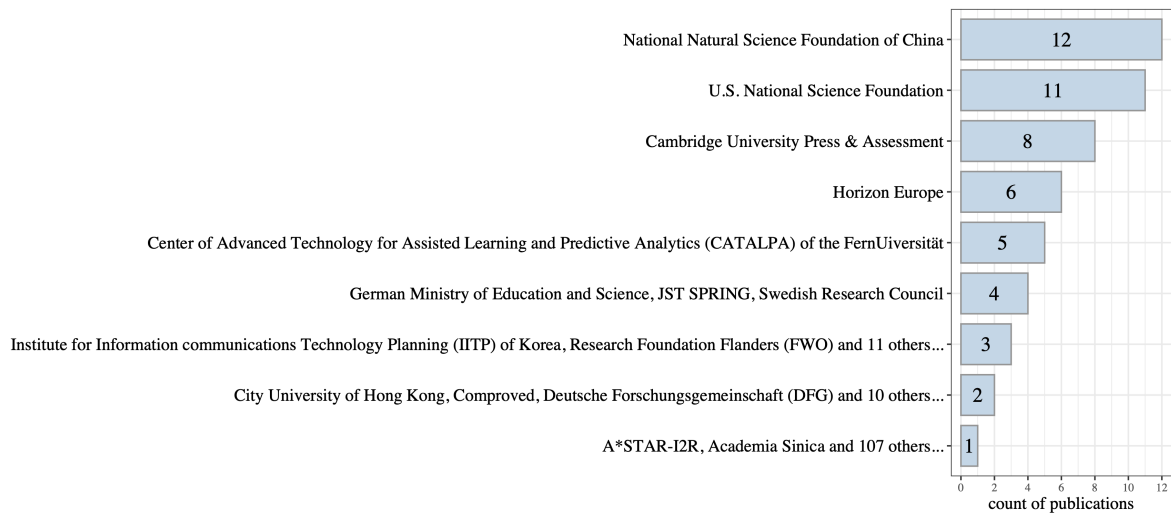 National Natural Science Foundation of China
12
U.S. National Science Foundation
11
Cambridge University Press & Assessment
8
Horizon Europe
6
Center of Advanced Technology for Assisted Learning and Predictive Analytics (CATALPA) of the FernUiversität
5
German Ministry of Education and Science, JST SPRING, Swedish Research Council
4
Institute for Information communications Technology Planning (IITP) of Korea, Research Foundation Flanders (FWO) and 11 others...
3
City University of Hong Kong, Comproved, Deutsche Forschungsgemeinschaft (DFG) and 10 others...
2
A*STAR-I2R, Academia Sinica and 107 others...
1
0 2 4 6 8 10 12
count of publications